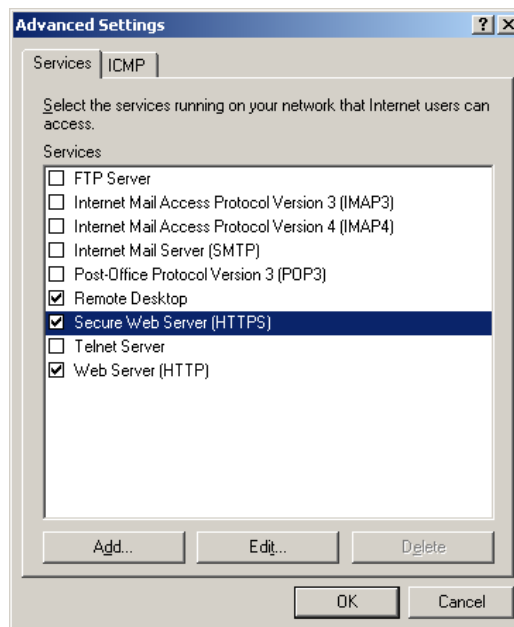 Advanced Settings
Services
ICMP
Select the services running on your network that Internet users can
access.
Services
FTP Server
Internet Mail Access Protocol Version 3 (IMAP3)
Internet Mail Access Protocol Version 4 (IMAP4)
Internet Mail Server (SMTP)
Post-Office Protocol Version 3 (POP3)
Remote Desktop
Secure Web Server (HTTPS)
Telnet Server
Web Server (HTTP)
Add...
Edit...
Delete
OK
Cancel